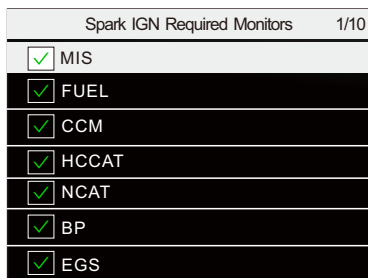 Spark IGN Required Monitors 1/10
MIS
FUEL
CCM
HCCAT
NCAT
BP
EGS